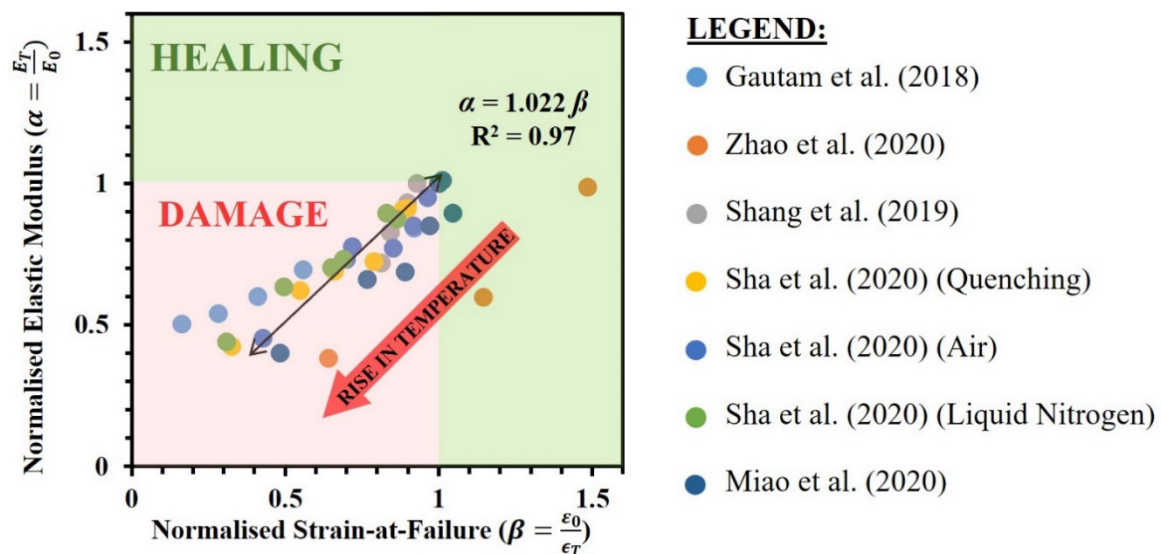 Normalised Elastic Modulus (α = E_T/E_0)
1.5
1
0.5
0
HEALING
α = 1.022 β
R² = 0.97
DAMAGE
RISE IN TEMPERATURE
0
0.5
1
1.5
Normalised Strain-at-Failure (β = ε_0/ϵ_T)
LEGEND:
Gautam et al. (2018)
Zhao et al. (2020)
Shang et al. (2019)
Sha et al. (2020) (Quenching)
Sha et al. (2020) (Air)
Sha et al. (2020) (Liquid Nitrogen)
Miao et al. (2020)